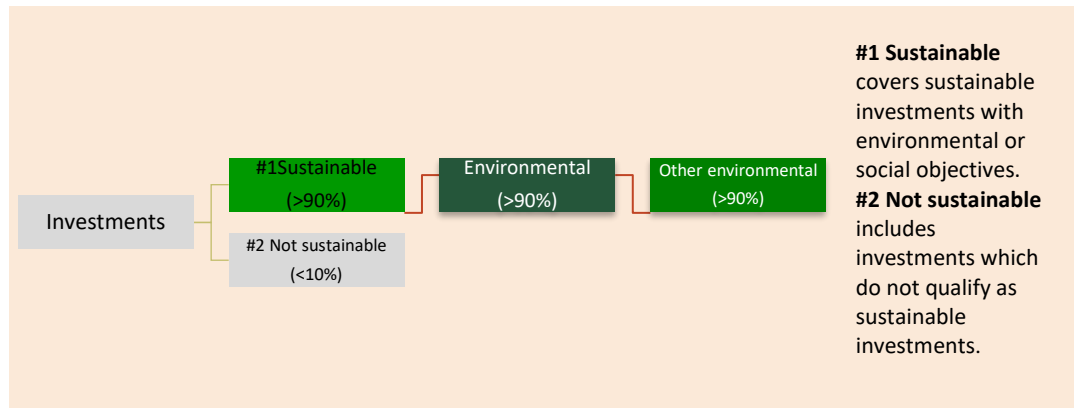 Investments
#1Sustainable
(>90%)
#2 Not sustainable
(<10%)
Environmental
(>90%)
Other environmental
(>90%)
#1 Sustainable
covers sustainable
investments with
environmental or
social objectives.
#2 Not sustainable
includes
investments which
do not qualify as
sustainable
investments.